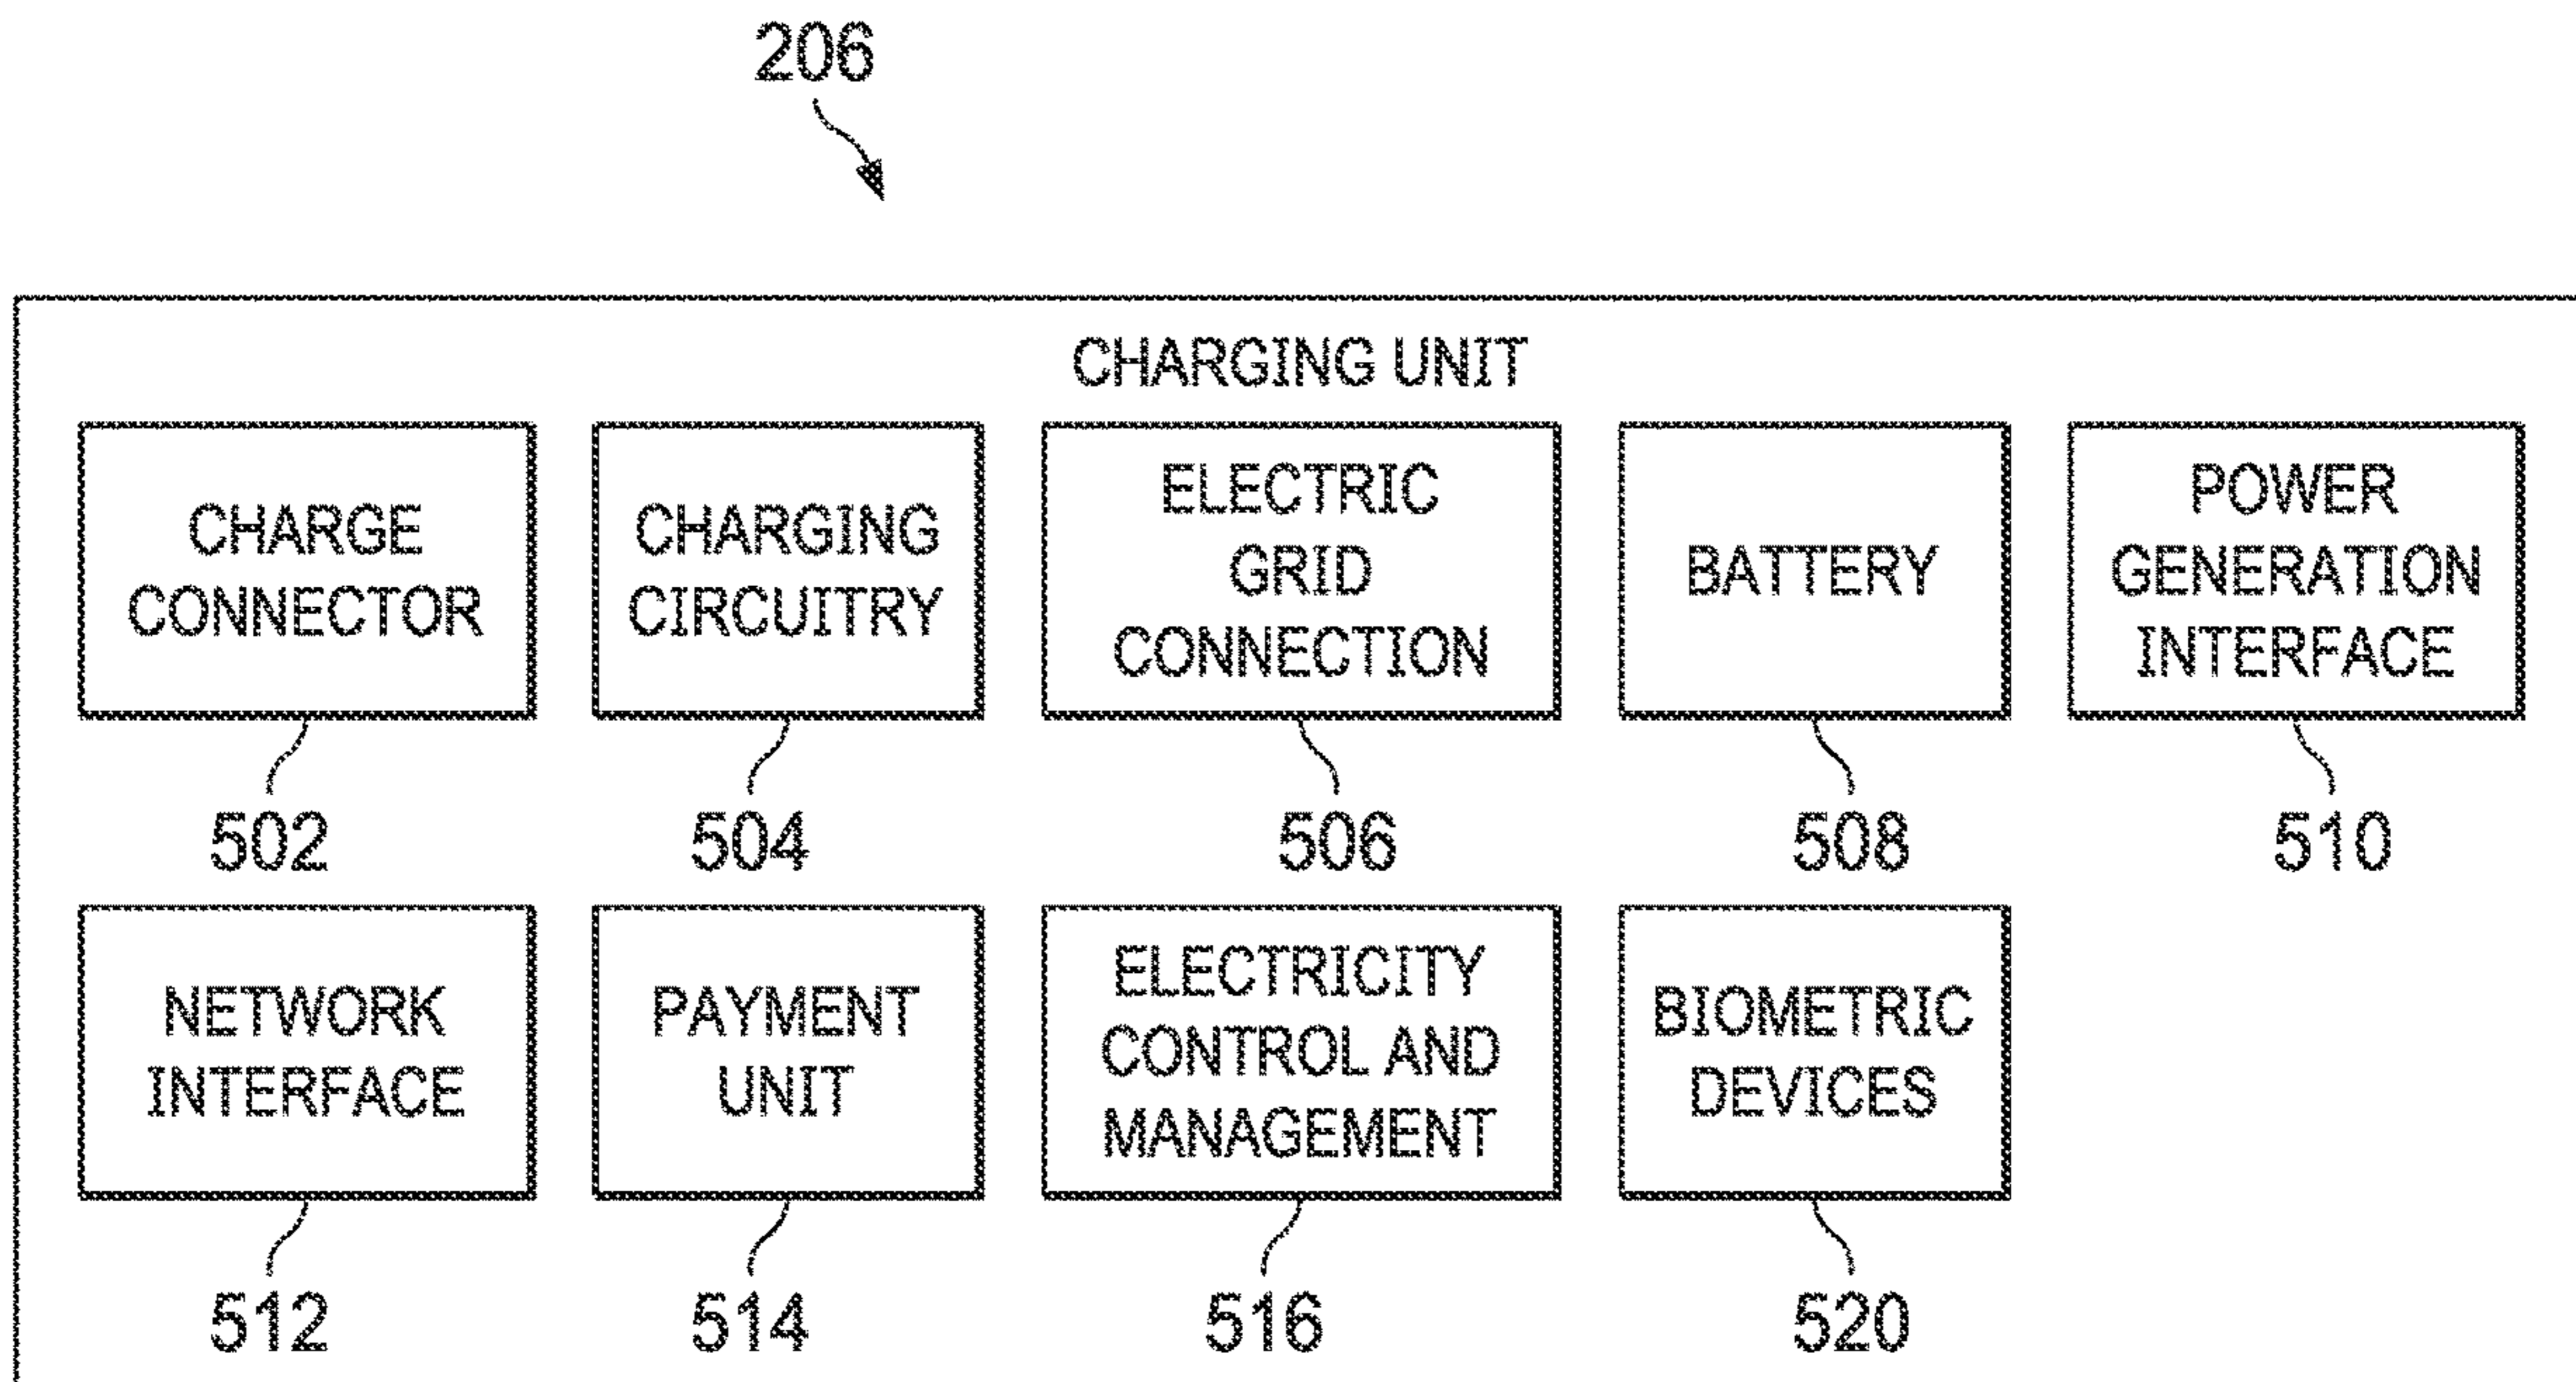 206
CHARGING UNIT
CHARGE
CONNECTOR
CHARGING
CIRCUITRY
ELECTRIC
GRID
CONNECTION
BATTERY
POWER
GENERATION
INTERFACE
502
504
506
508
510
NETWORK
INTERFACE
PAYMENT
UNIT
ELECTRICITY
CONTROL AND
MANAGEMENT
BIOMETRIC
DEVICES
512
514
516
520